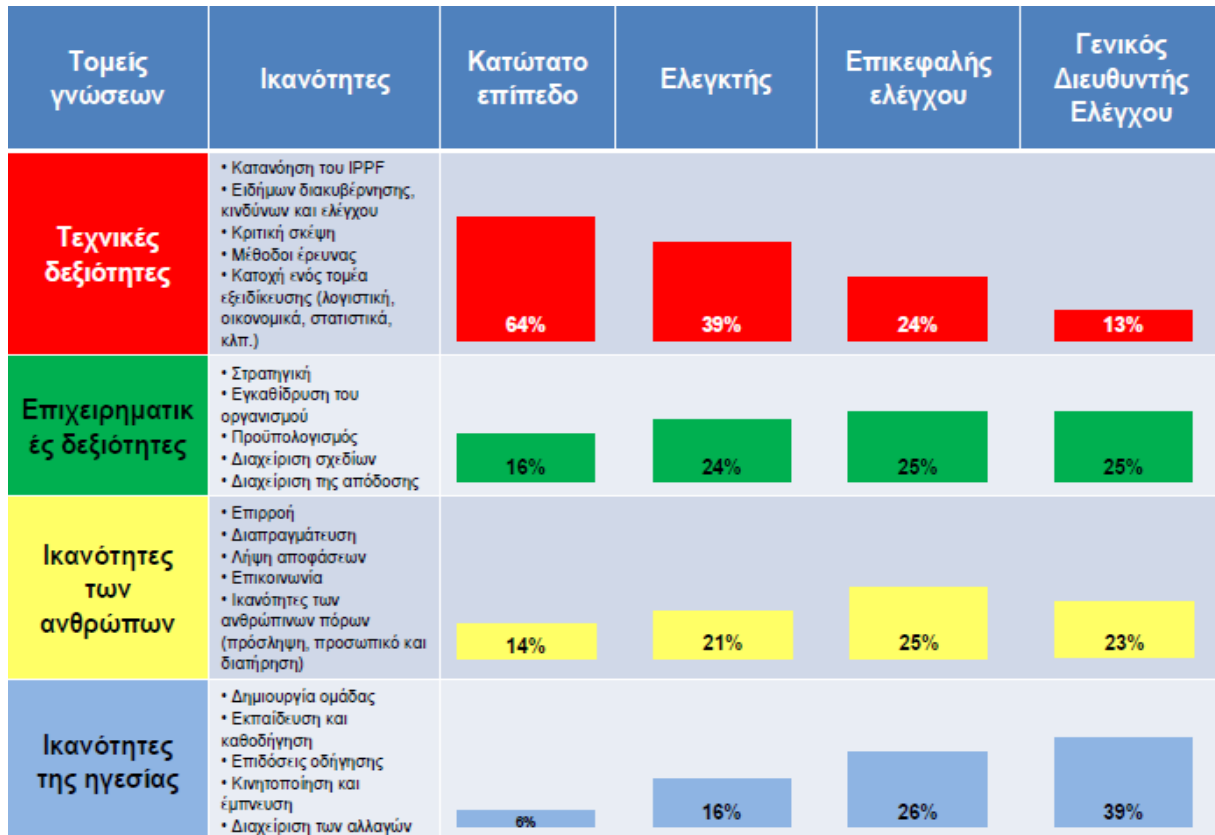 Τομείς
γνώσεων
Ικανότητες
Κατώτατο
επίπεδο
Ελεγκτής
Επικεφαλής
ελέγχου
Γενικός
Διευθυντής
Ελέγχου
Τεχνικές
δεξιότητες
• Κατανόηση του IPPF
• Ειδήμων διακυβέρνησης,
κινδύνων και ελέγχου
• Κριτική σκέψη
• Μέθοδοι έρευνας
• Κατοχή ενός τομέα
εξειδίκευσης (λογιστική,
οικονομικά, στατιστικά,
κλπ.)
64%
39%
24%
13%
Επιχειρηματικ
ές δεξιότητες
• Στρατηγική
• Εγκαθίδρυση του
οργανισμού
• Προϋπολογισμός
• Διαχείριση σχεδίων
• Διαχείριση της απόδοσης
16%
24%
25%
25%
Ικανότητες
των
ανθρώπων
• Επιρροή
• Διαπραγμάτευση
• Λήψη αποφάσεων
• Επικοινωνία
• Ικανότητες των
ανθρώπινων πόρων
(πρόσληψη, προσωπικό και
διατήρηση)
14%
21%
25%
23%
Ικανότητες
της ηγεσίας
• Δημιουργία ομάδας
• Εκπαίδευση και
καθοδήγηση
• Επιδόσεις οδήγησης
• Κινητοποίηση και
έμπνευση
• Διαχείριση των αλλαγών
6%
16%
26%
39%